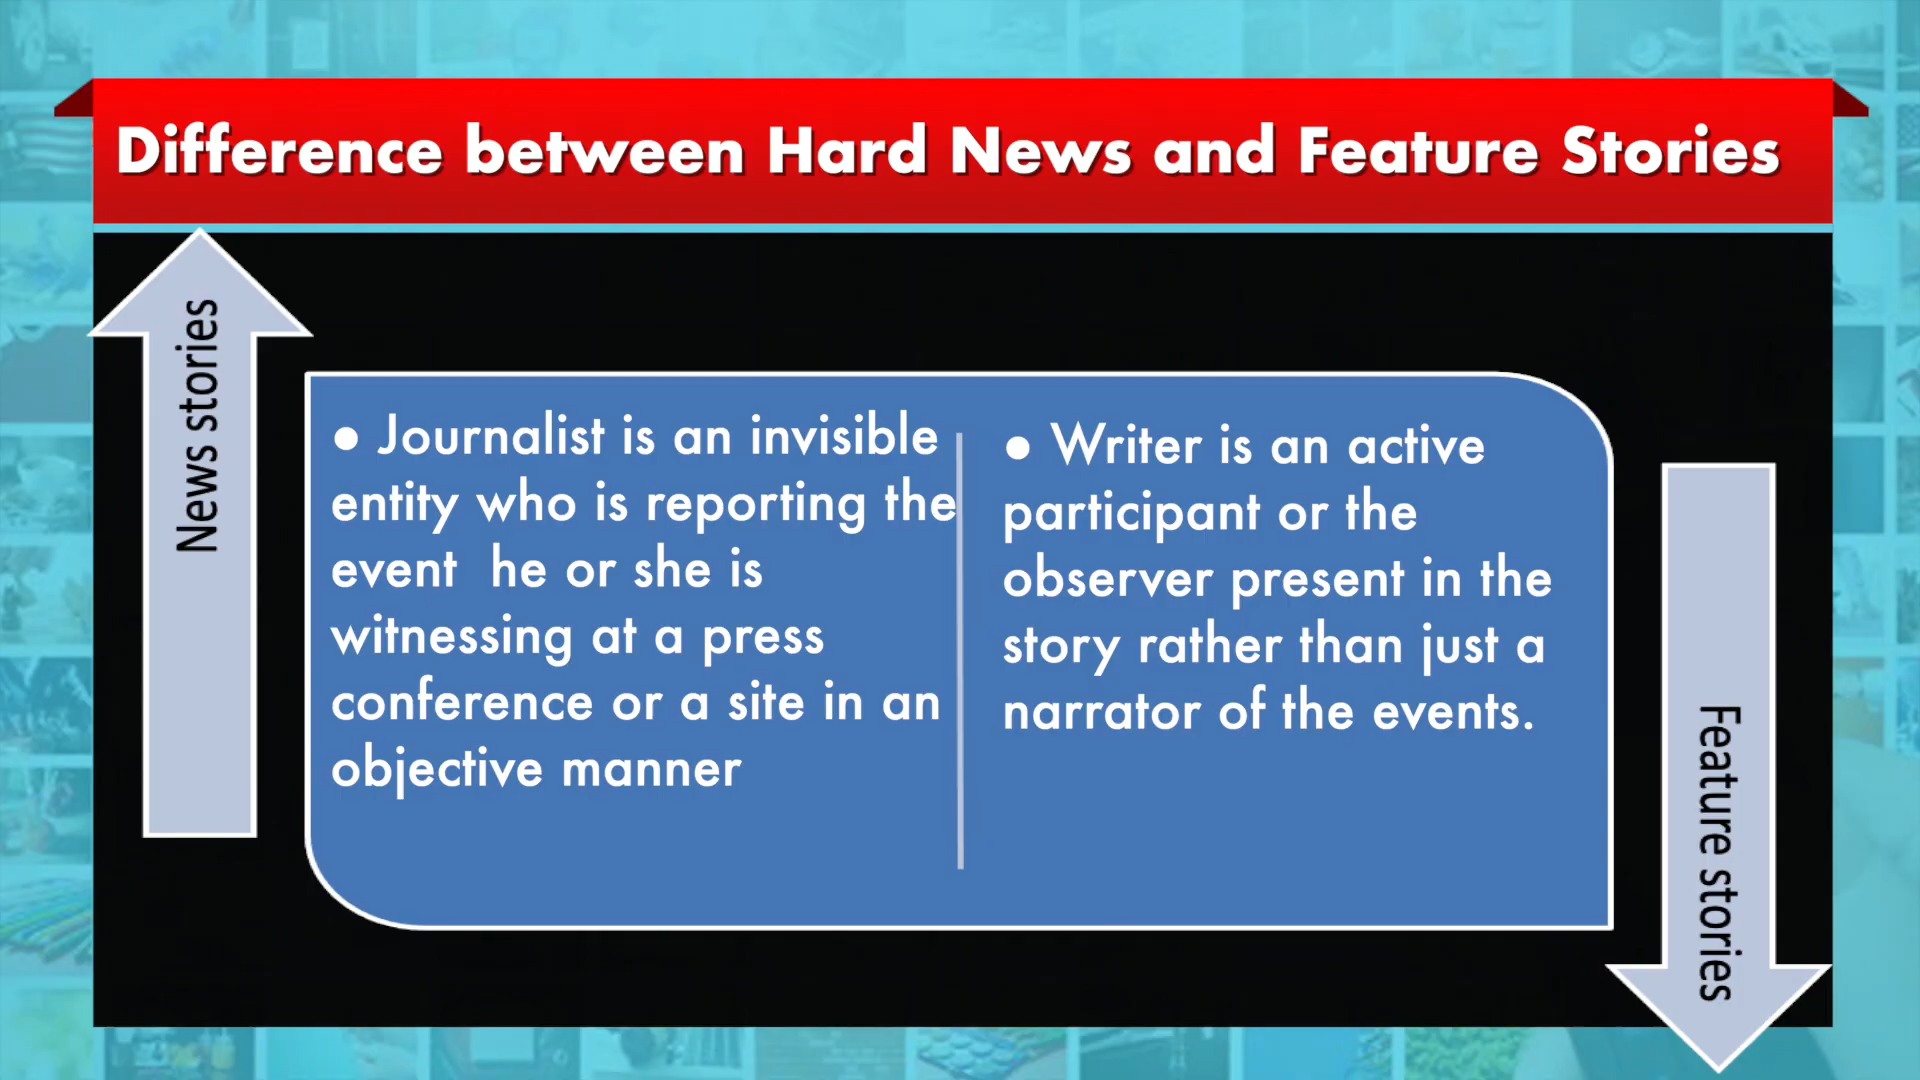 Difference between Hard News and Feature Stories
News stories
● Journalist is an invisible
entity who is reporting the
event he or she is
witnessing at a press
conference or a site in an
objective manner
● Writer is an active
participant or the
observer present in the
story rather than just a
narrator of the events.
Feature stories